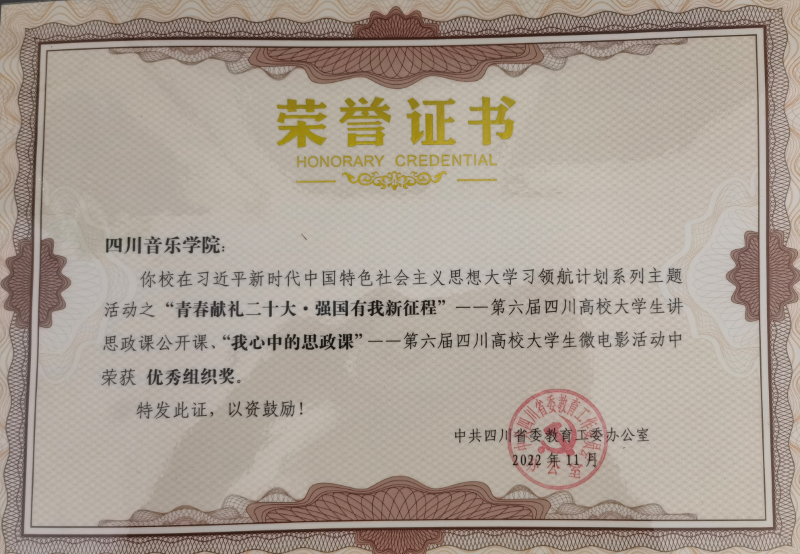 荣誉证书
HONORARY CREDENTIAL
四川音乐学院:
你校在习近平新时代中国特色社会主义思想大学习领航计划系列主题
活动之“青春献礼二十大·强国有我新征程”——第六届四川高校大学生讲
思政课公开课、“我心中的思政课”——第六届四川高校大学生微电影活动中
荣获 优秀组织奖。
特发此证，以资鼓励！
中共四川省委教育工委办公室
2022 年 11 月